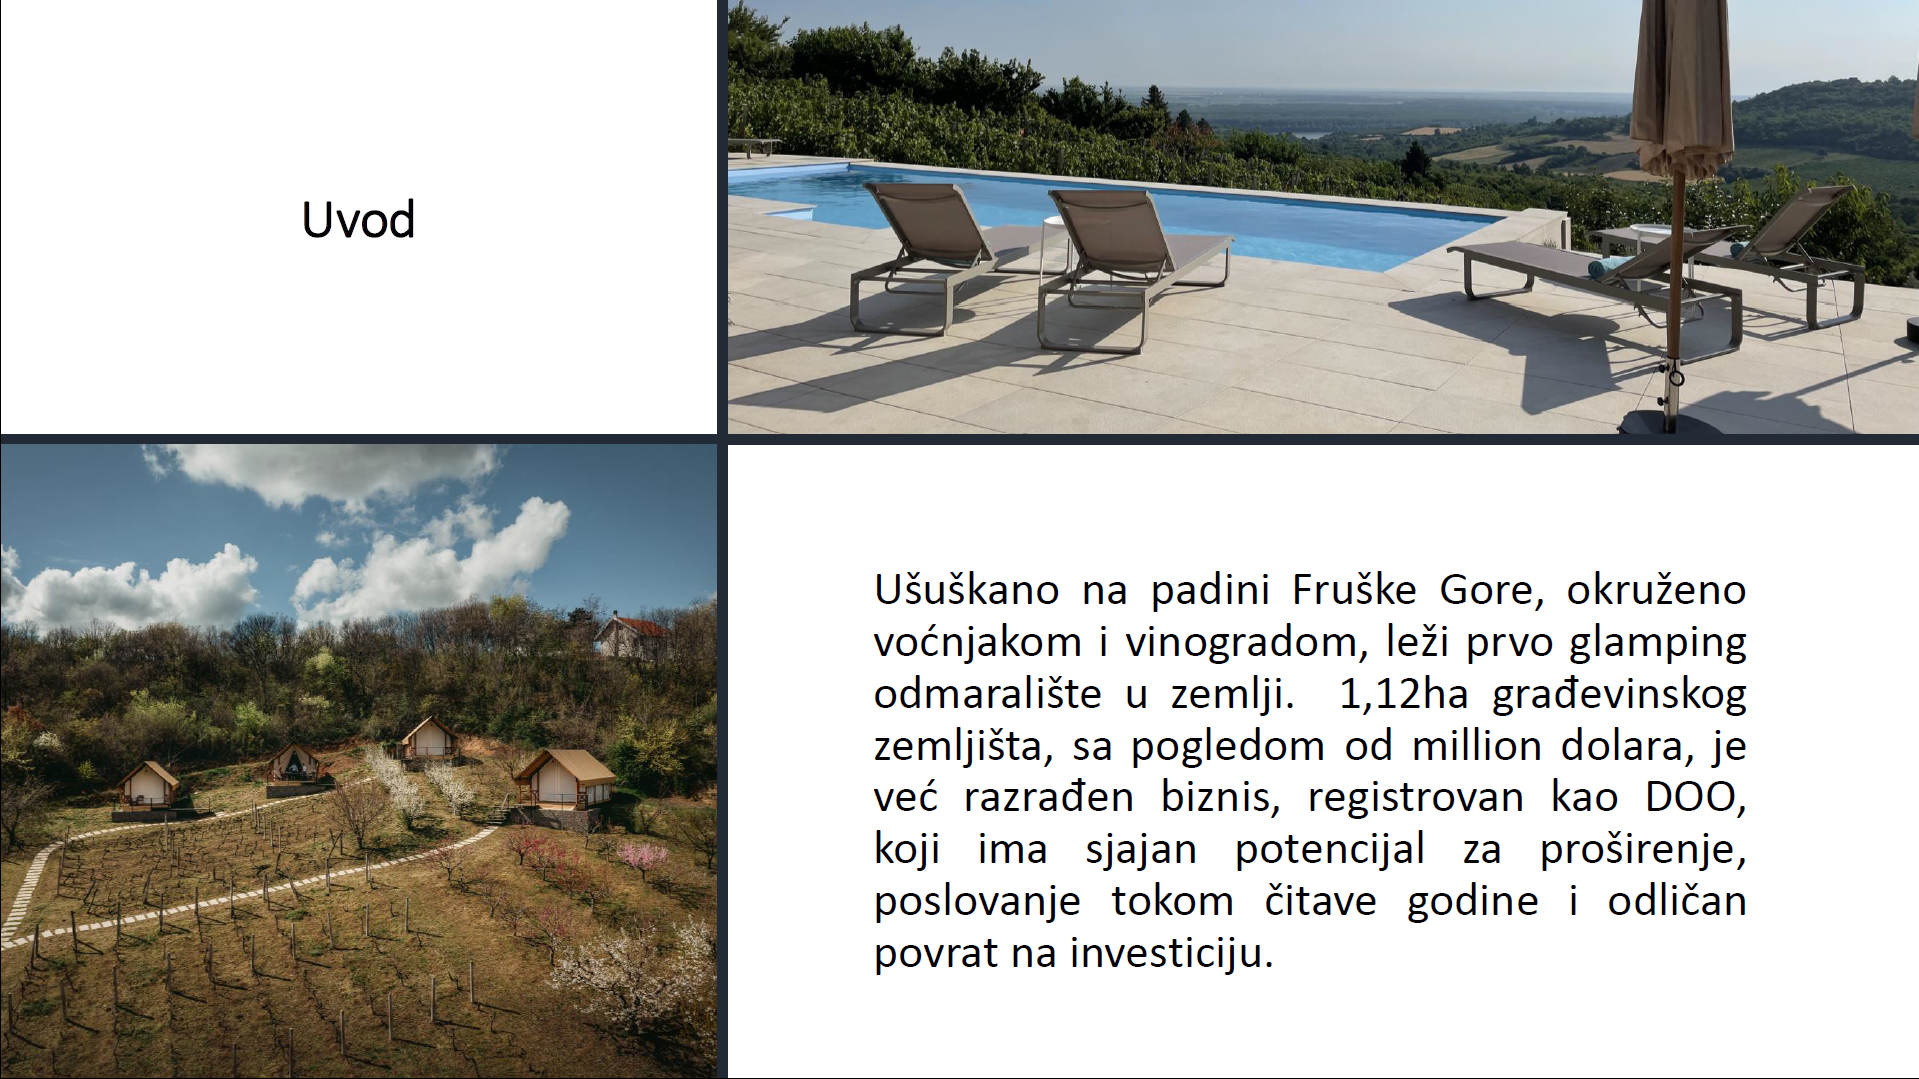 Uvod
Ušuškano na padini Fruške Gore, okruženo
voćnjakom i vinogradom, leži prvo glamping
odmaralište u zemlji.  1,12ha građevinskog
zemljišta, sa pogledom od million dolara, je
već razrađen biznis, registrovan kao DOO,
koji ima sjajan potencijal za proširenje,
poslovanje tokom čitave godine i odličan
povrat na investiciju.